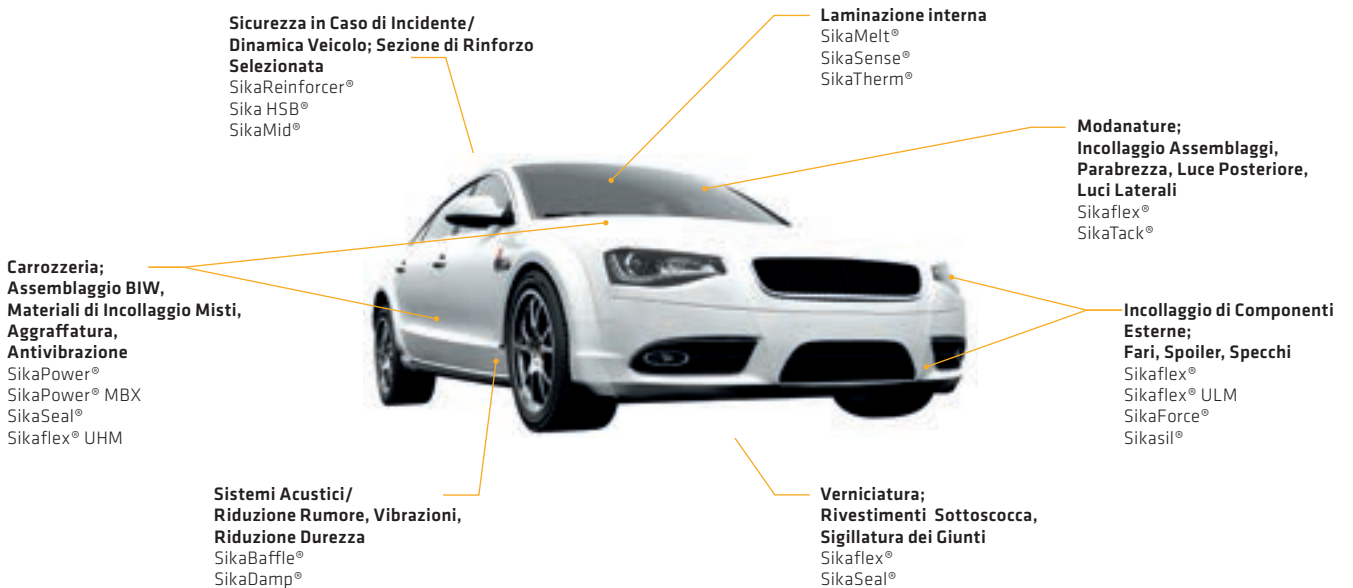 Sicurezza in Caso di Incidente/
Dinamica Veicolo; Sezione di Rinforzo
Selezionata
SikaReinforcer®
Sika HSB®
SikaMid®
Laminazione interna
SikaMelt®
SikaSense®
SikaTherm®
Modanature;
Incollaggio Assemblaggi,
Parabrezza, Luce Posteriore,
Luci Laterali
Sikaflex®
SikaTack®
Carrozzeria;
Assemblaggio BIW,
Materiali di Incollaggio Misti,
Aggraffatura,
Antivibrazione
SikaPower®
SikaPower® MBX
SikaSeal®
Sikaflex® UHM
Incollaggio di Componenti
Esterne;
Fari, Spoiler, Specchi
Sikaflex®
Sikaflex® ULM
SikaForce®
Sikasil®
Sistemi Acustici/
Riduzione Rumore, Vibrazioni,
Riduzione Durezza
SikaBaffle®
SikaDamp®
Verniciatura;
Rivestimenti Sottoscocca,
Sigillatura dei Giunti
Sikaflex®
SikaSeal®